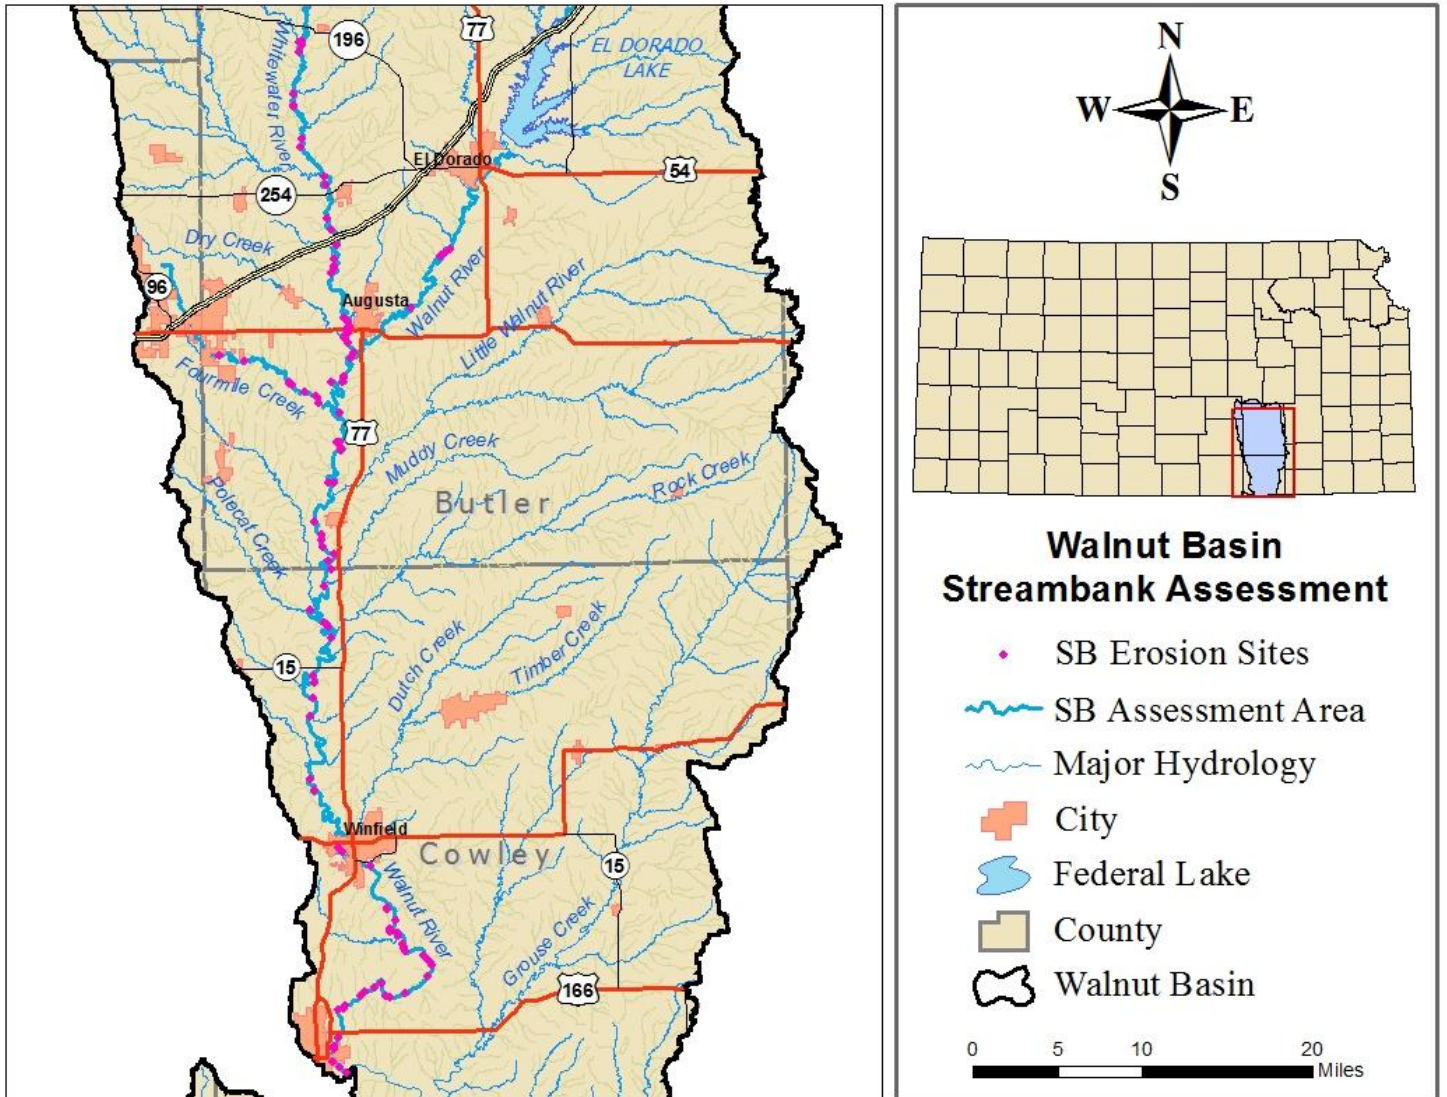 Whitewater River
196
77
EL DORADO
LAKE
El Dorado
54
254
Dry Creek
96
Augusta
Walnut River
Little Walnut River
Fourmile Creek
77
Muddy Creek
Rock Creek
Butler
Polecat Creek
15
Dutch Creek
Timber Creek
Winfield
Cowley
15
Walnut River
Grouse Creek
166
N
W
E
S
Walnut Basin
Streambank Assessment
SB Erosion Sites
SB Assessment Area
Major Hydrology
City
Federal Lake
County
Walnut Basin
0 5 10 20
Miles